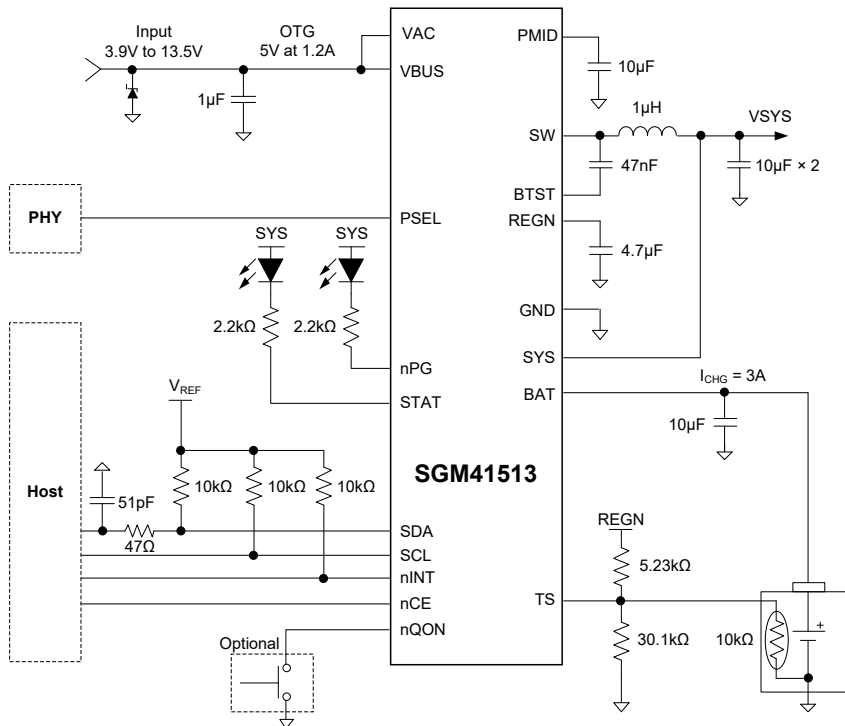 Input
3.9V to 13.5V
OTG
5V at 1.2A
1µF
VAC
VBUS
PHY
PSEL
SYS
SYS
2.2kΩ
2.2kΩ
nPG
STAT
VREF
Host
51pF
47Ω
10kΩ
10kΩ
10kΩ
SDA
SCL
nINT
nCE
nQON
Optional
SGM41513
PMID
10µF
1µH
VSYS
SW
47nF
10µF × 2
BTST
REGN
4.7µF
GND
SYS
BAT
ICHG = 3A
10µF
REGN
5.23kΩ
TS
30.1kΩ
10kΩ
+